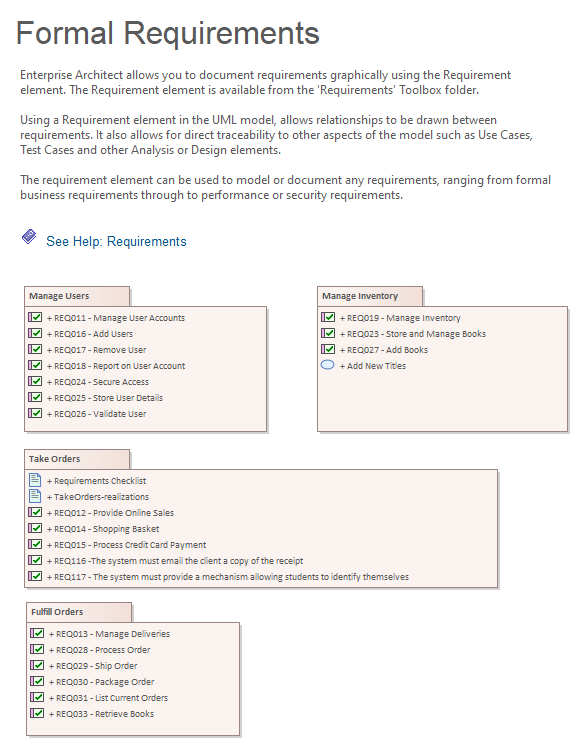 Formal Requirements
Enterprise Architect allows you to document requirements graphically using the Requirement
element. The Requirement element is available from the 'Requirements' Toolbox folder.
Using a Requirement element in the UML model, allows relationships to be drawn between
requirements. It also allows for direct traceability to other aspects of the model such as Use Cases,
Test Cases and other Analysis or Design elements.
The requirement element can be used to model or document any requirements, ranging from formal
business requirements through to performance or security requirements.
See Help: Requirements
Manage Users
+ REQ011 - Manage User Accounts
+ REQ016 - Add Users
+ REQ017 - Remove User
+ REQ018 - Report on User Account
+ REQ024 - Secure Access
+ REQ025 - Store User Details
+ REQ026 - Validate User
Manage Inventory
+ REQ019 - Manage Inventory
+ REQ023 - Store and Manage Books
+ REQ027 - Add Books
+ Add New Titles
Take Orders
+ Requirements Checklist
+ TakeOrders-realizations
+ REQ012 - Provide Online Sales
+ REQ014 - Shopping Basket
+ REQ015 - Process Credit Card Payment
+ REQ116 -The system must email the client a copy of the receipt
+ REQ117 - The system must provide a mechanism allowing students to identify themselves
Fulfill Orders
+ REQ013 - Manage Deliveries
+ REQ028 - Process Order
+ REQ029 - Ship Order
+ REQ030 - Package Order
+ REQ031 - List Current Orders
+ REQ033 - Retrieve Books